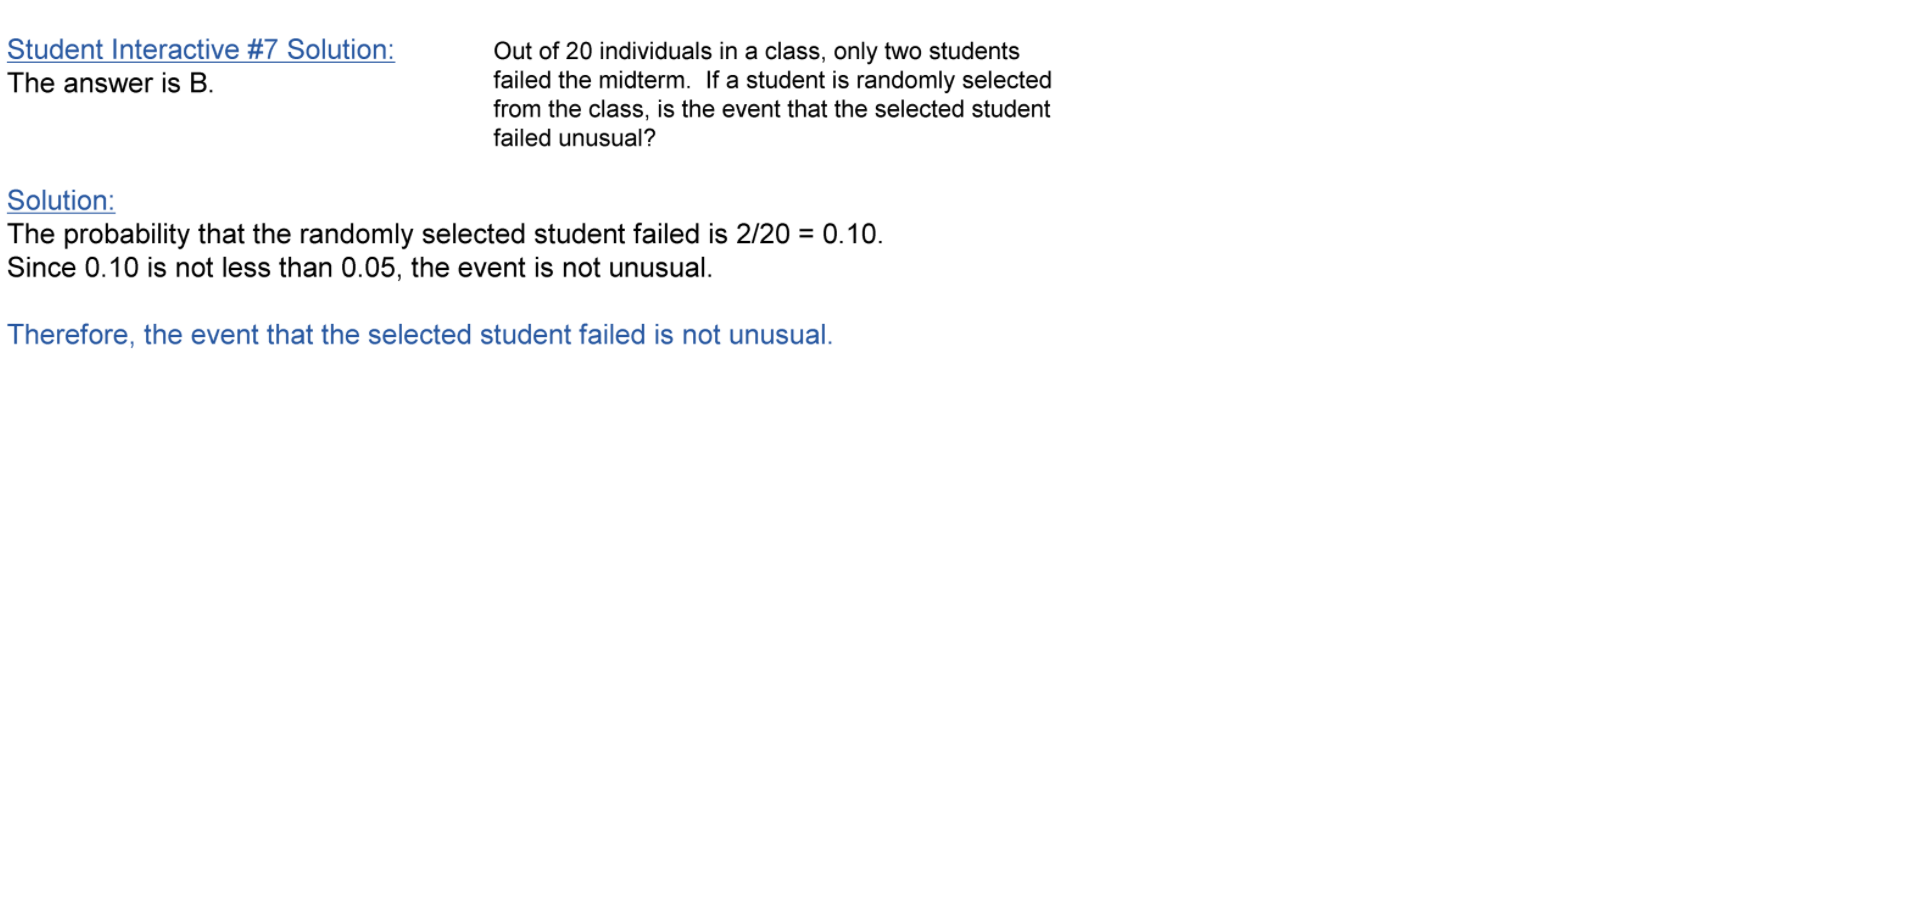 Student Interactive #7 Solution:
The answer is B.
Out of 20 individuals in a class, only two students
failed the midterm.  If a student is randomly selected
from the class, is the event that the selected student
failed unusual?
Solution:
The probability that the randomly selected student failed is 2/20 = 0.10.
Since 0.10 is not less than 0.05, the event is not unusual.
Therefore, the event that the selected student failed is not unusual.